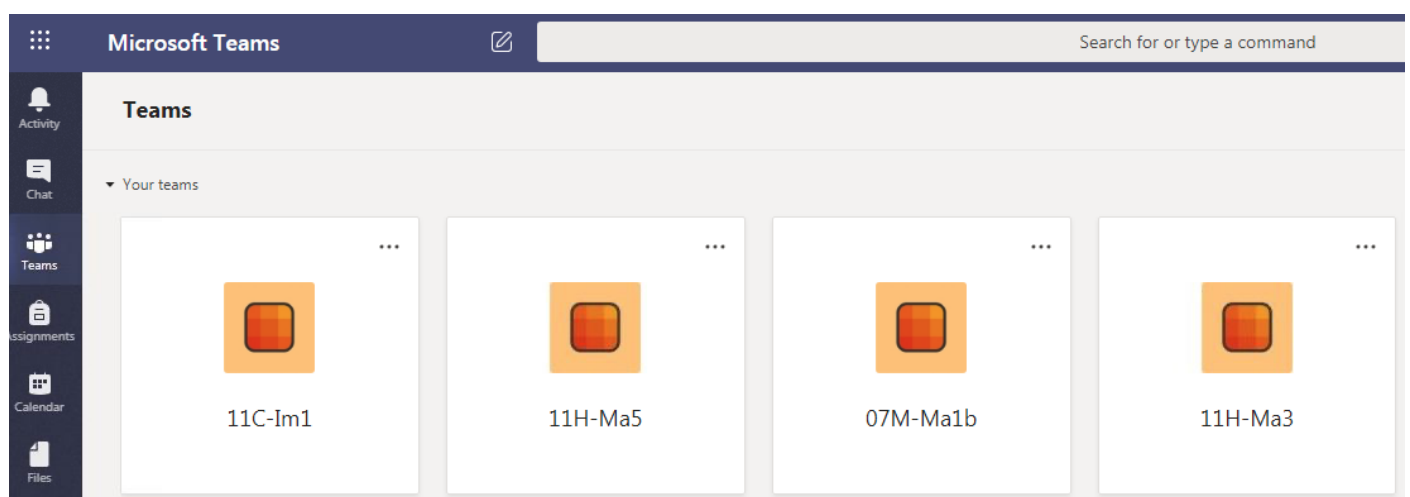 Microsoft Teams
Search for or type a command
Activity
Chat
Teams
Assignments
Calendar
Files
Teams
Your teams
11C-Im1
11H-Ma5
07M-Ma1b
11H-Ma3